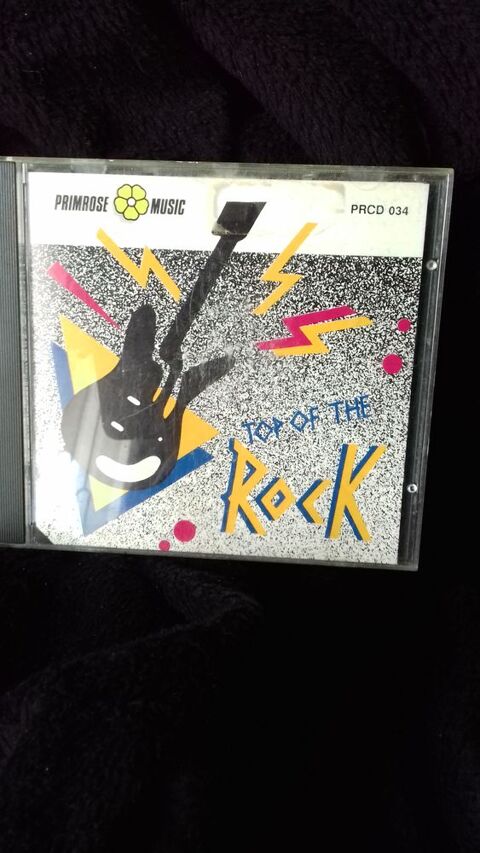 PRIMROSE MUSIC
PRCD 034
TOP OF THE
ROCK